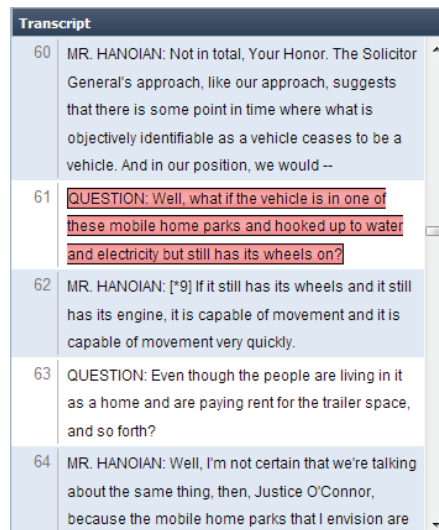 Transcript
60 MR. HANOIAN: Not in total, Your Honor. The Solicitor
General's approach, like our approach, suggests
that there is some point in time where what is
objectively identifiable as a vehicle ceases to be a
vehicle. And in our position, we would --
61 QUESTION: Well, what if the vehicle is in one of
these mobile home parks and hooked up to water
and electricity but still has its wheels on?
62 MR. HANOIAN: [*9] If it still has its wheels and it still
has its engine, it is capable of movement and it is
capable of movement very quickly.
63 QUESTION: Even though the people are living in it
as a home and are paying rent for the trailer space,
and so forth?
64 MR. HANOIAN: Well, I'm not certain that we're talking
about the same thing, then, Justice O'Connor,
because the mobile home parks that I envision are